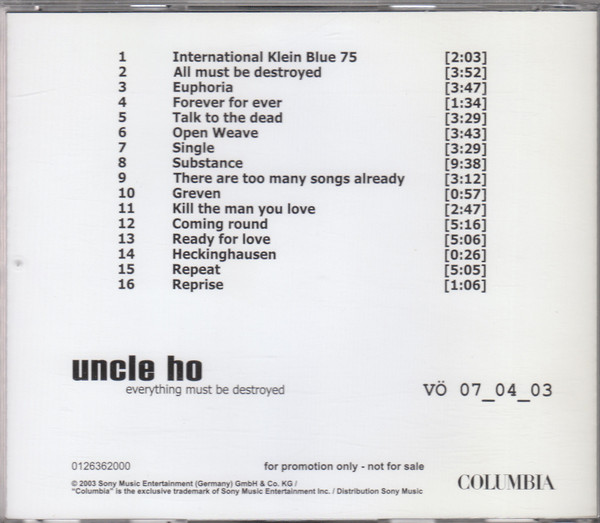 1 International Klein Blue 75 [2:03]
2 All must be destroyed [3:52]
3 Euphoria [3:47]
4 Forever for ever [1:34]
5 Talk to the dead [3:29]
6 Open Weave [3:43]
7 Single [3:29]
8 Substance [9:38]
9 There are too many songs already [3:12]
10 Greven [0:57]
11 Kill the man you love [2:47]
12 Coming round [5:16]
13 Ready for love [5:06]
14 Heckinghausen [0:26]
15 Repeat [5:05]
16 Reprise [1:06]
uncle ho
everything must be destroyed
VÖ 07_04_03
0126362000 for promotion only - not for sale
© 2003 Sony Music Entertainment (Germany) GmbH & Co. KG /
"Columbia" is the exclusive trademark of Sony Music Entertainment Inc. / Distribution Sony Music
COLUMBIA